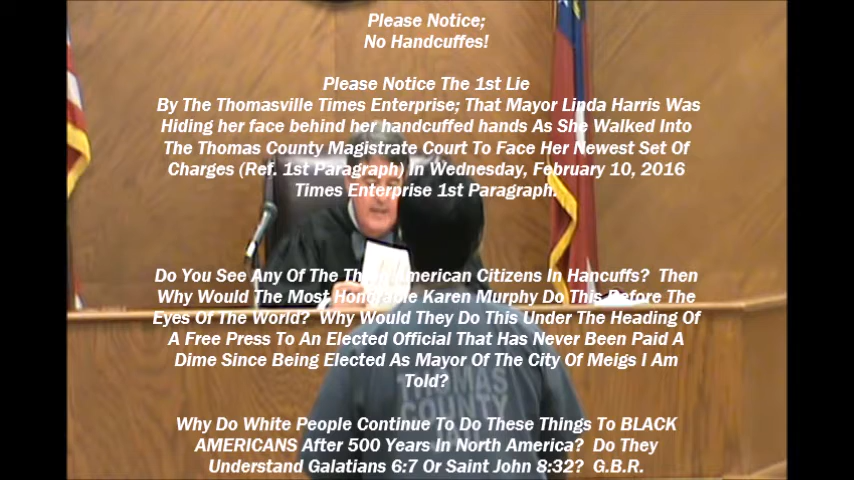 Please Notice;
No Handcuffes!
Please Notice The 1st Lie
By The Thomasville Times Enterprise; That Mayor Linda Harris Was
Hiding her face behind her handcuffed hands As She Walked Into
The Thomas County Magistrate Court To Face Her Newest Set Of
Charges (Ref. 1st Paragraph) In Wednesday, February 10, 2016
Times Enterprise 1st Paragraph.
Do You See Any Of The Three American Citizens In Hancuffs? Then
Why Would The Most Honorable Karen Murphy Do This Before The
Eyes Of The World? Why Would They Do This Under The Heading Of
A Free Press To An Elected Official That Has Never Been Paid A
Dime Since Being Elected As Mayor Of The City Of Meigs I Am
Told?
THOMAS
COUNTY
Why Do White People Continue To Do These Things To BLACK
AMERICANS After 500 Years In North America? Do They
Understand Galatians 6:7 Or Saint John 8:32? G.B.R.